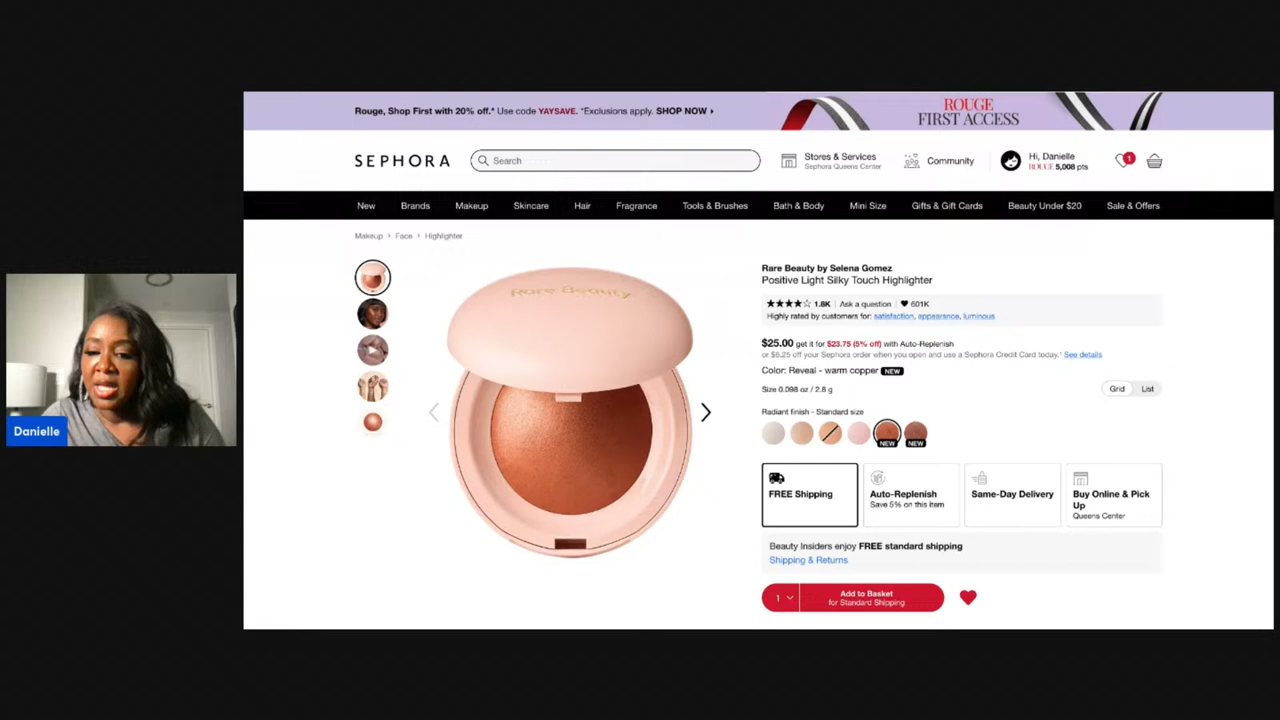 Rouge, Shop First with 20% off.* Use code YAYSAVE. *Exclusions apply. SHOP NOW
ROUGE
FIRST ACCESS
SEPHORA
Search
Stores & Services
Sephora Queens Center
Community
Hi, Danielle
ROUGE 5,008 pts
1
New Brands Makeup Skincare Hair Fragrance Tools & Brushes Bath & Body Mini Size Gifts & Gift Cards Beauty Under $20 Sale & Offers
Makeup > Face > Highlighter
Rare Beauty
Rare Beauty by Selena Gomez
Positive Light Silky Touch Highlighter
1.8K | Ask a question | 601K
Highly rated by customers for: satisfaction, appearance, luminous
$25.00 get it for $23.75 (5% off) with Auto-Replenish
or $6.25 off your Sephora order when you open and use a Sephora Credit Card today.¹ See details
Color: Reveal - warm copper NEW
Size 0.098 oz / 2.8 g
Grid List
Radiant finish - Standard size
NEW NEW
FREE Shipping
Auto-Replenish
Save 5% on this item
Same-Day Delivery
Buy Online & Pick
Up
Queens Center
Beauty Insiders enjoy FREE standard shipping
Shipping & Returns
1
Add to Basket
for Standard Shipping
Danielle